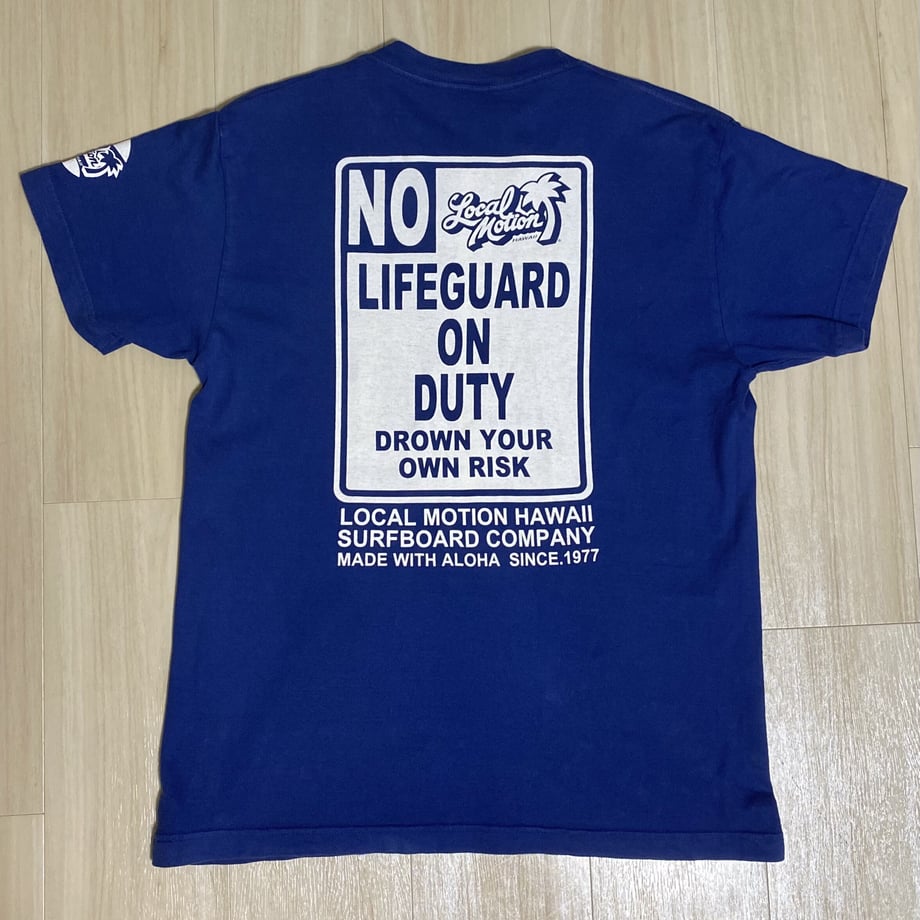 NO
Local
Motion
HAWAII
LIFEGUARD
ON
DUTY
DROWN YOUR
OWN RISK
LOCAL MOTION HAWAII
SURFBOARD COMPANY
MADE WITH ALOHA SINCE.1977